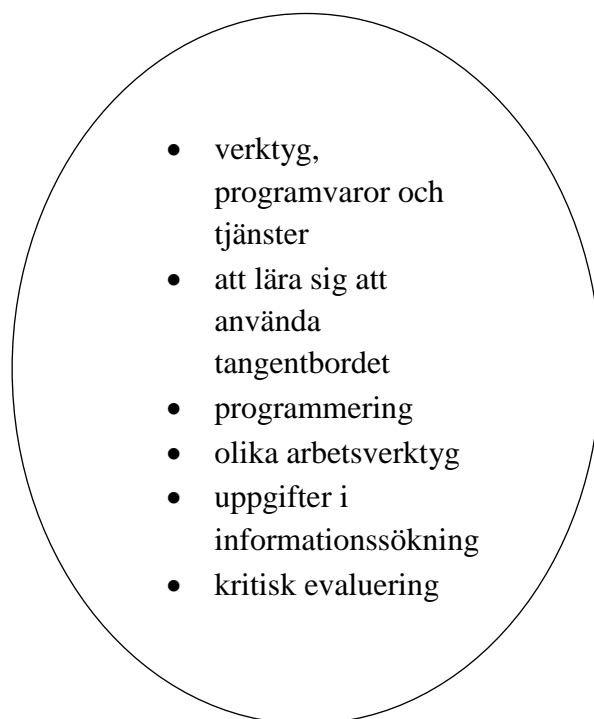 • verktyg,
programvaror och
tjänster
• att lära sig att
använda
tangentbordet
• programmering
• olika arbetsverktyg
• uppgifter i
informationssökning
• kritisk evaluering